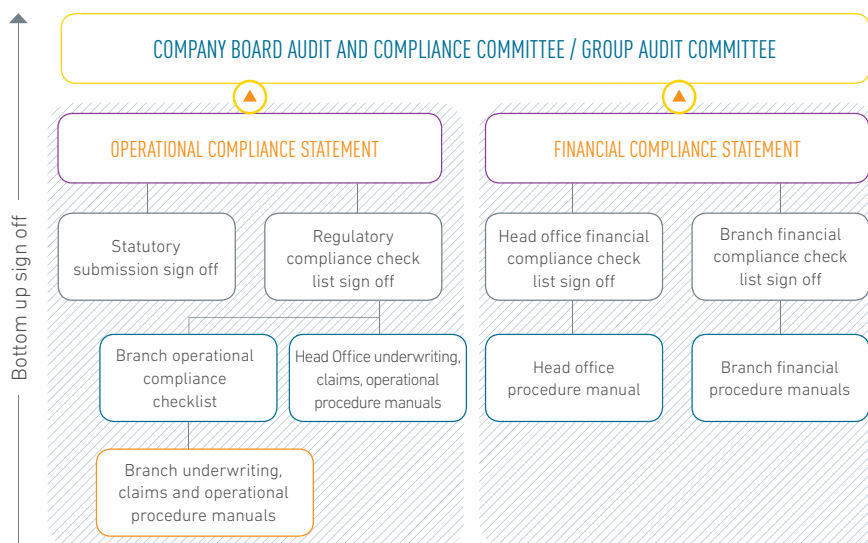 COMPANY BOARD AUDIT AND COMPLIANCE COMMITTEE / GROUP AUDIT COMMITTEE
OPERATIONAL COMPLIANCE STATEMENT
FINANCIAL COMPLIANCE STATEMENT
Statutory
submission sign off
Regulatory
compliance check
list sign off
Head office financial
compliance check
list sign off
Branch financial
compliance check
list sign off
Branch operational
compliance
checklist
Head Office underwriting,
claims, operational
procedure manuals
Head office
procedure manual
Branch financial
procedure manuals
Branch underwriting,
claims and operational
procedure manuals
Bottom up sign off